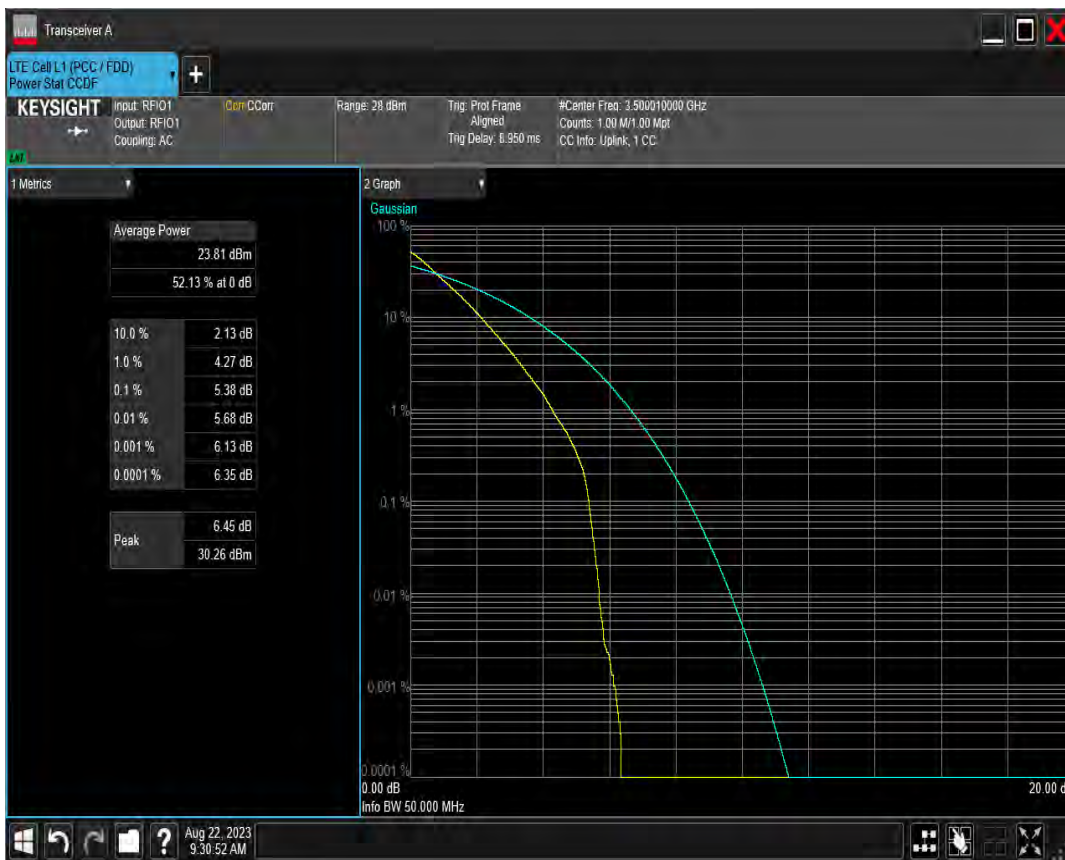 Transceiver A
LTE Cell L1 (PCC / FDD)
Power Stat CCDF
+
KEYSIGHT
Input: RFIO1
Output: RFIO1
Coupling: AC
Corr CCorr
Range: 28 dBm
Trig: Prot Frame
Aligned
Trig Delay: 8.950 ms
#Center Freq: 3.500010000 GHz
Counts: 1.00 M/1.00 Mpt
CC Info: Uplink, 1 CC
1 Metrics
Average Power
23.81 dBm
52.13 % at 0 dB
10.0 % 2.13 dB
1.0 % 4.27 dB
0.1 % 5.38 dB
0.01 % 5.68 dB
0.001 % 6.13 dB
0.0001 % 6.35 dB
Peak
6.45 dB
30.26 dBm
2 Graph
Gaussian
100 %
10 %
1 %
0.1 %
0.01 %
0.001 %
0.0001 %
0.00 dB
20.00 d
Info BW 50.000 MHz
?
Aug 22, 2023
9:30:52 AM